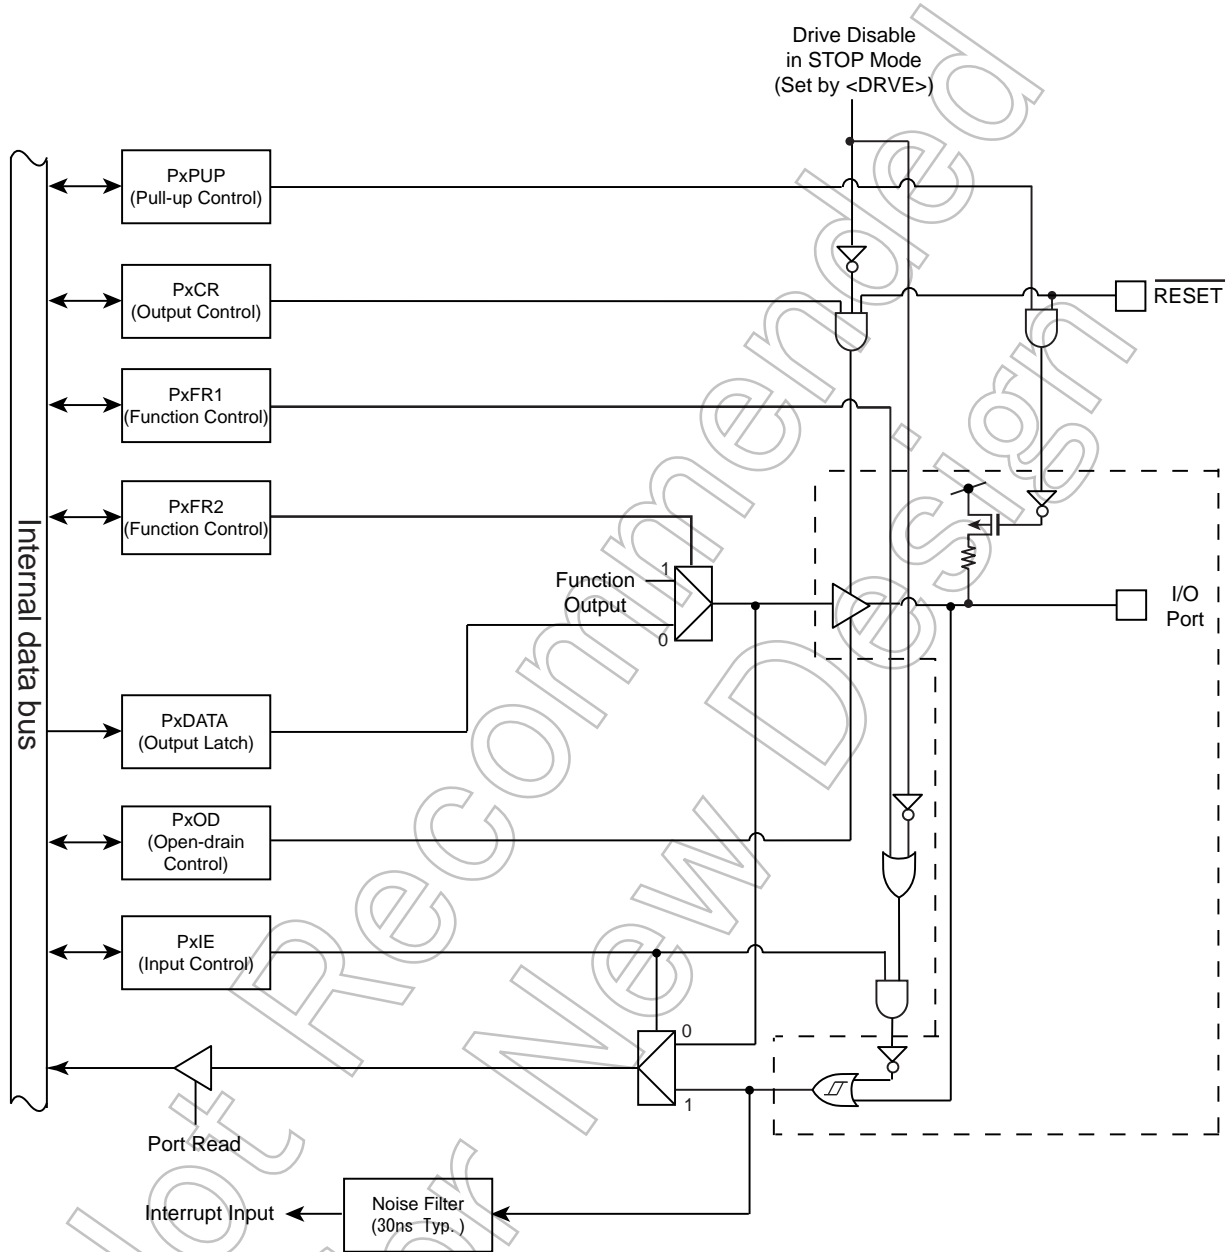 Drive Disable
in STOP Mode
(Set by <DRVE>)
PxPUP
(Pull-up Control)
PxCR
(Output Control)
RESET
PxFR1
(Function Control)
PxFR2
(Function Control)
Internal data bus
1
Function
Output
0
I/O
Port
PxDATA
(Output Latch)
PxOD
(Open-drain
Control)
PxIE
(Input Control)
0
1
Port Read
Noise Filter
(30ns Typ.)
Interrupt Input
Not Recommended
for New Design